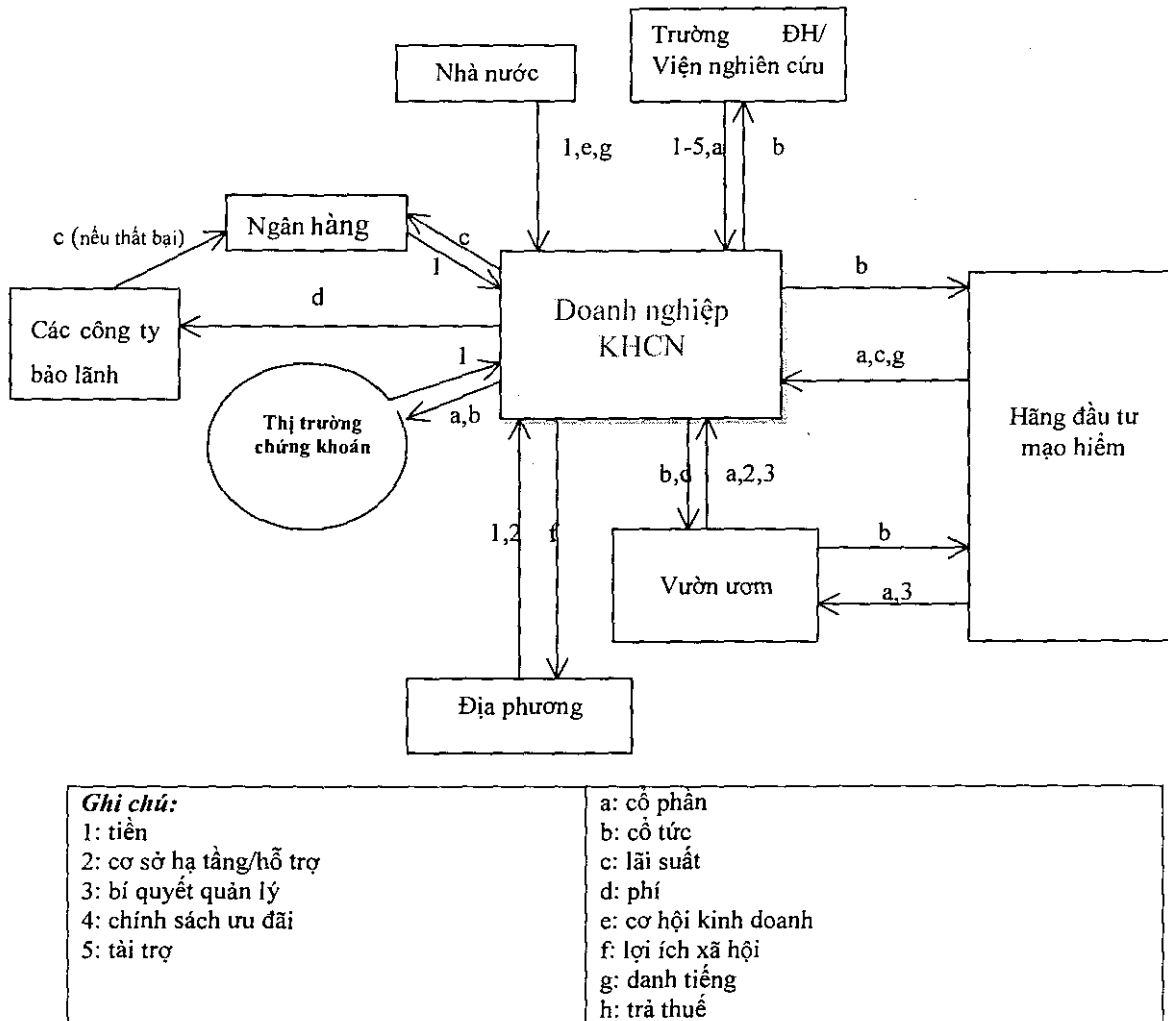 Trường ĐH/
Viện nghiên cứu
Nhà nước
1,e,g
1-5,a
b
Ngân hàng
c (nếu thất bại)
c
1
b
d
Doanh nghiệp
KHCN
Các công ty
bảo lãnh
1
a,c,g
a,b
Thị trường
chứng khoán
Hãng đầu tư
mạo hiểm
b,d
a,2,3
1,2
f
b
Vườn ươm
a,3
Địa phương
Ghi chú:
1: tiền
2: cơ sở hạ tầng/hỗ trợ
3: bí quyết quản lý
4: chính sách ưu đãi
5: tài trợ
a: cổ phần
b: cổ tức
c: lãi suất
d: phí
e: cơ hội kinh doanh
f: lợi ích xã hội
g: danh tiếng
h: trả thuế